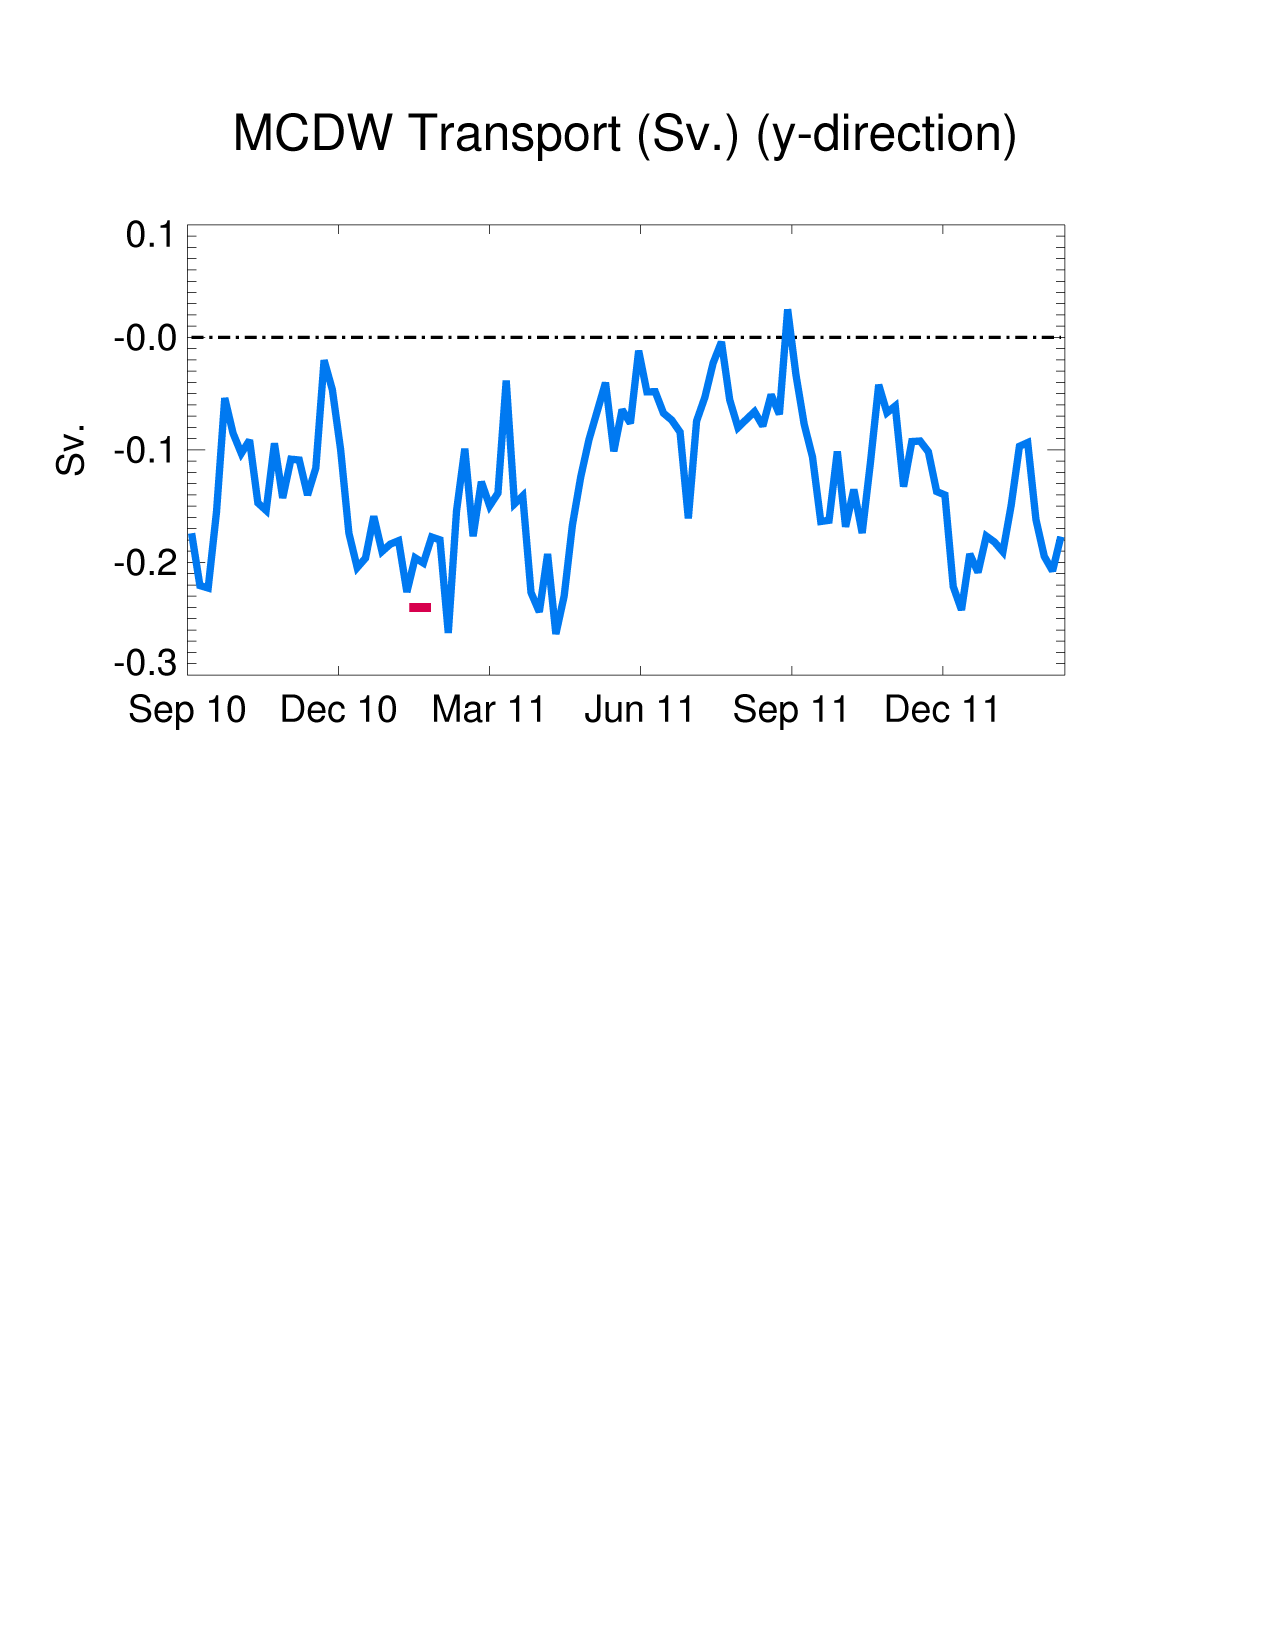 MCDW Transport (Sv.) (y-direction)
0.1
-0.0
-0.1
-0.2
-0.3
Sv.
Sep 10 Dec 10 Mar 11 Jun 11 Sep 11 Dec 11